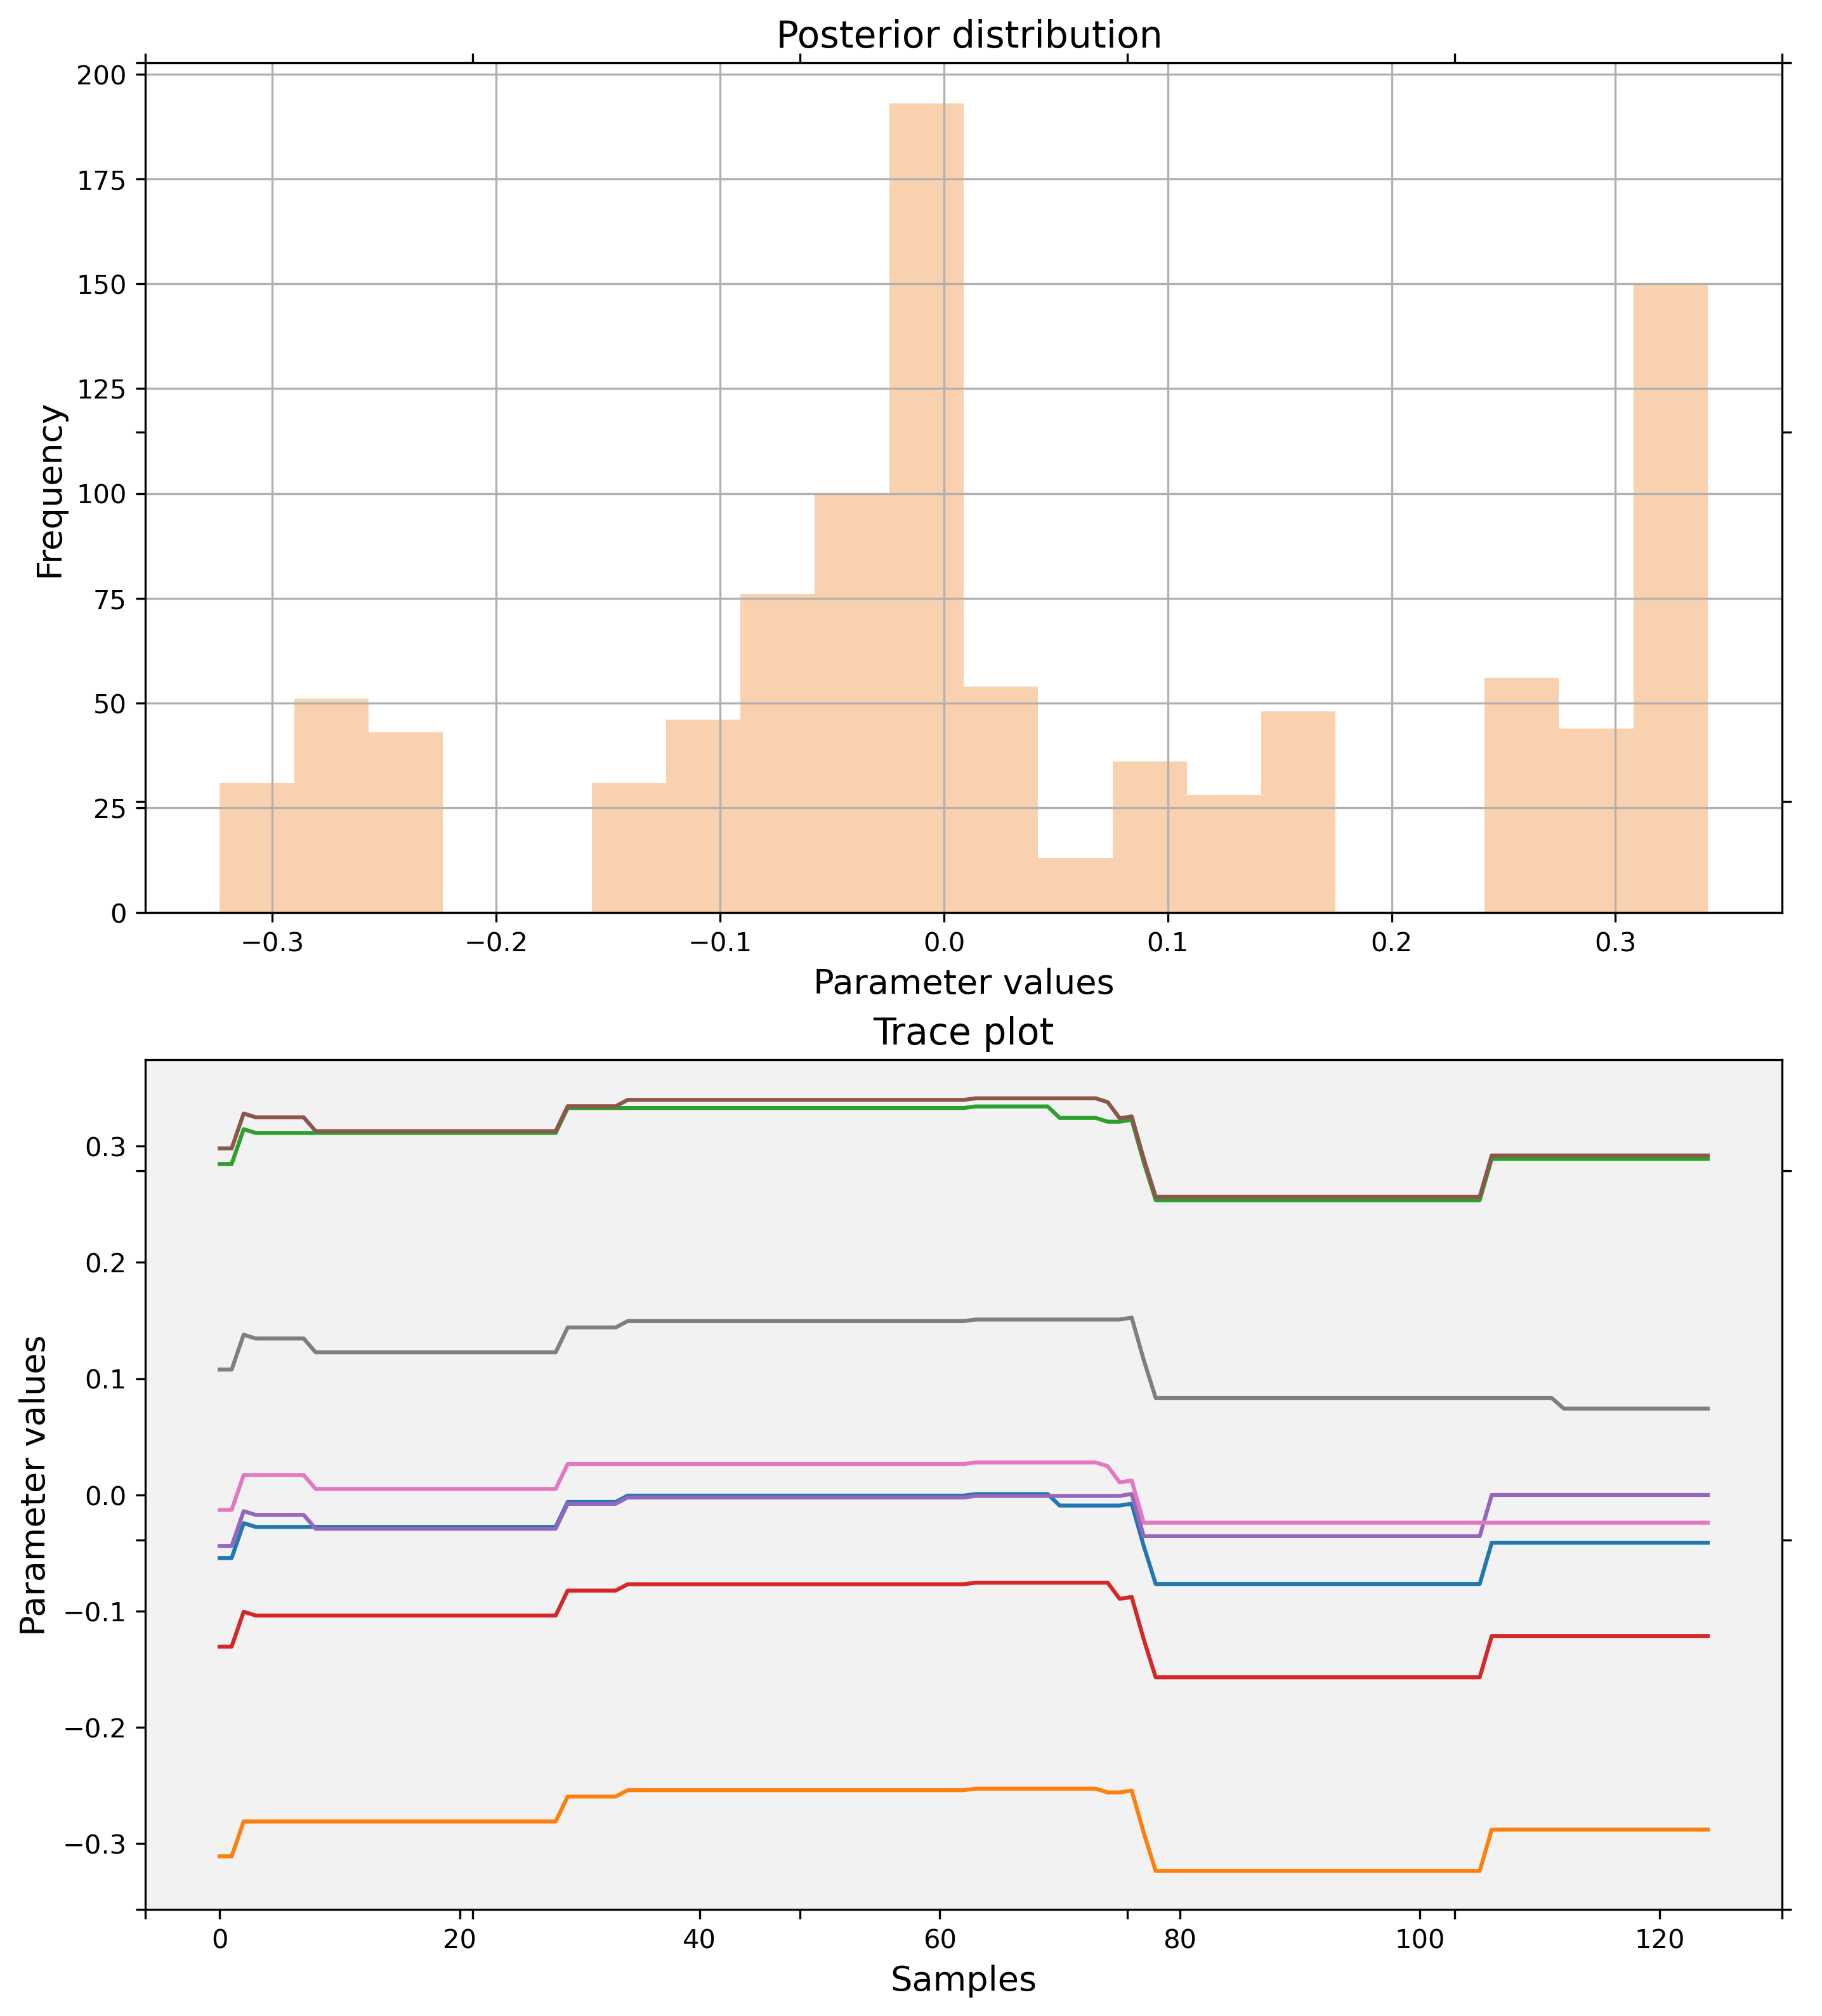 Posterior distribution
200
175
150
125
100
75
50
25
0
Frequency
−0.3 −0.2 −0.1 0.0 0.1 0.2 0.3
Parameter values
Trace plot
0.3
0.2
0.1
0.0
−0.1
−0.2
−0.3
Parameter values
0 20 40 60 80 100 120
Samples